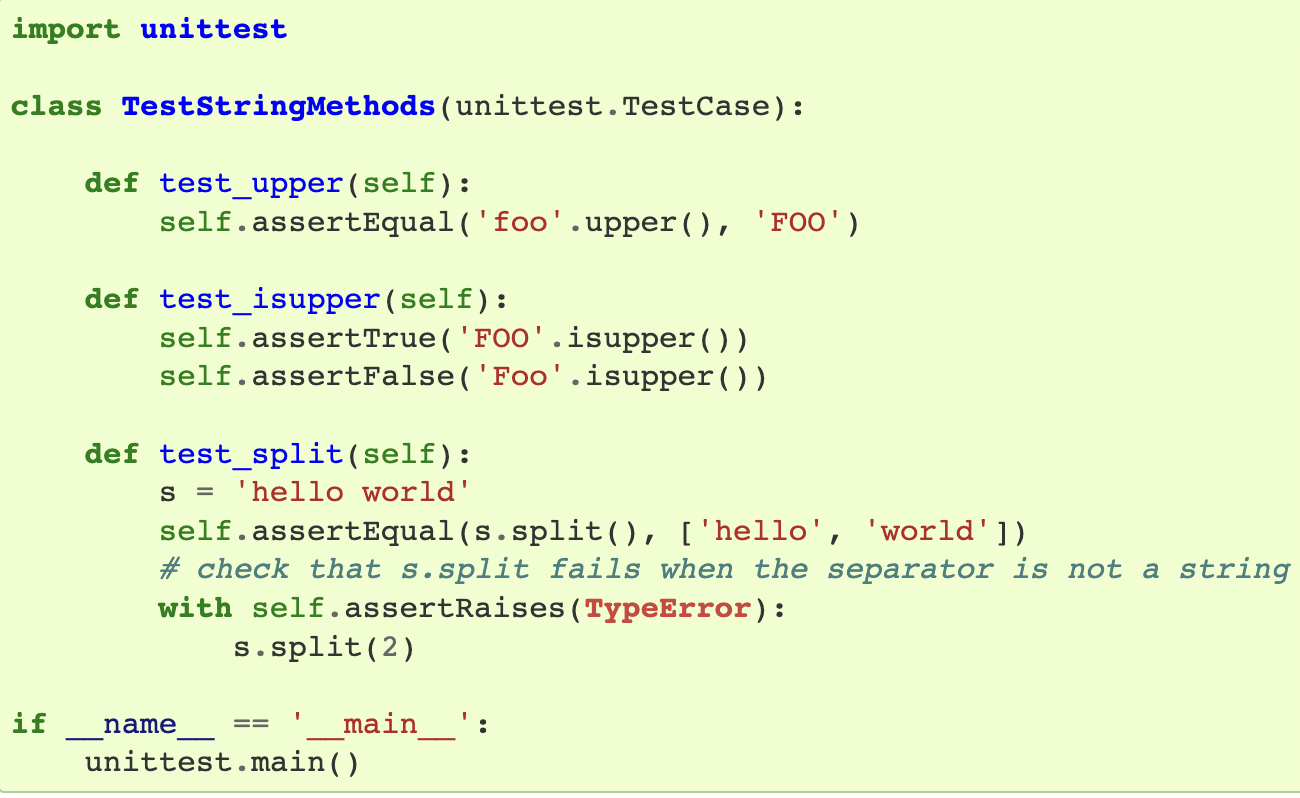 import unittest

class TestStringMethods(unittest.TestCase):

    def test_upper(self):
        self.assertEqual('foo'.upper(), 'FOO')

    def test_isupper(self):
        self.assertTrue('FOO'.isupper())
        self.assertFalse('Foo'.isupper())

    def test_split(self):
        s = 'hello world'
        self.assertEqual(s.split(), ['hello', 'world'])
        # check that s.split fails when the separator is not a string
        with self.assertRaises(TypeError):
            s.split(2)

if __name__ == '__main__':
    unittest.main()